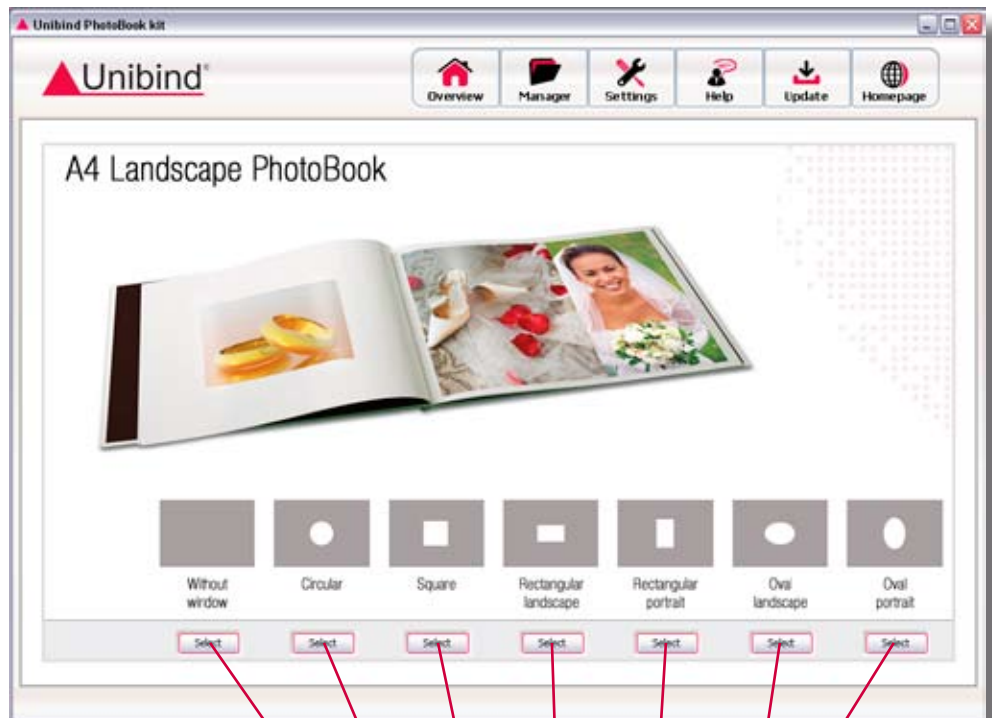 Unibind PhotoBook kit
Unibind®
Overview Manager Settings Help Update Homepage
A4 Landscape PhotoBook
Without window
Circular
Square
Rectangular landscape
Rectangular portrait
Oval landscape
Oval portrait
Select Select Select Select Select Select Select